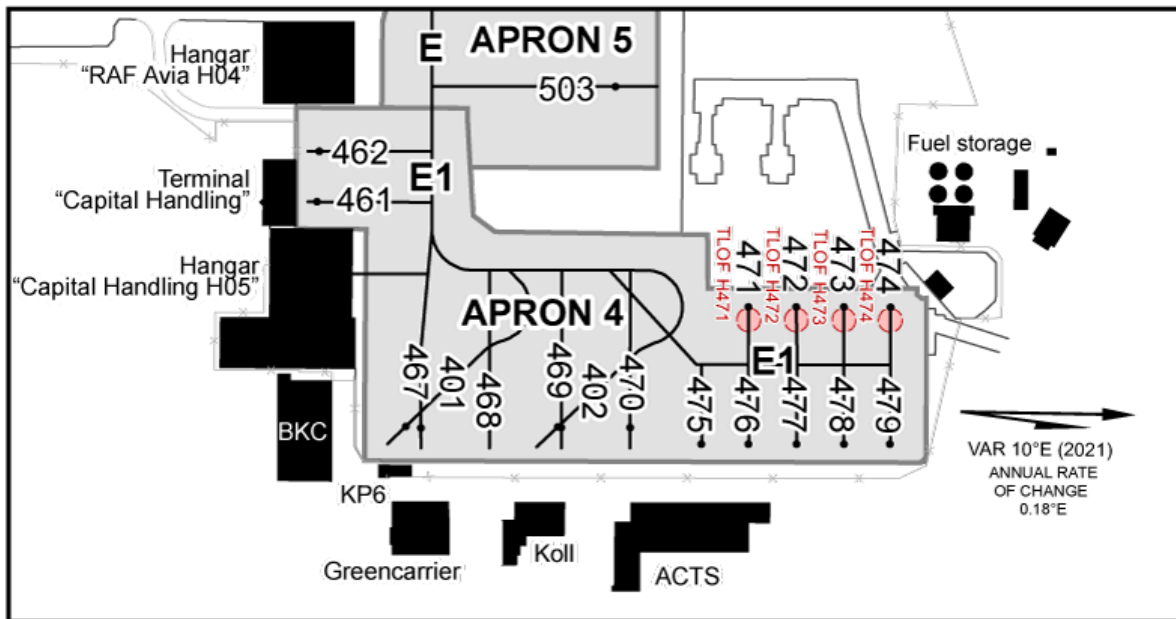 E
APRON 5
503
Hangar
“RAF Avia H04”
462
E1
461
Terminal
“Capital Handling”
Hangar
“Capital Handling H05”
Fuel storage
TLOF H471
471
TLOF H472
472
TLOF H473
473
TLOF H474
474
APRON 4
E1
467
401
468
469
402
470
475
476
477
478
479
VAR 10°E (2021)
ANNUAL RATE
OF CHANGE
0.18°E
BKC
KP6
Greencarrier
Koll
ACTS